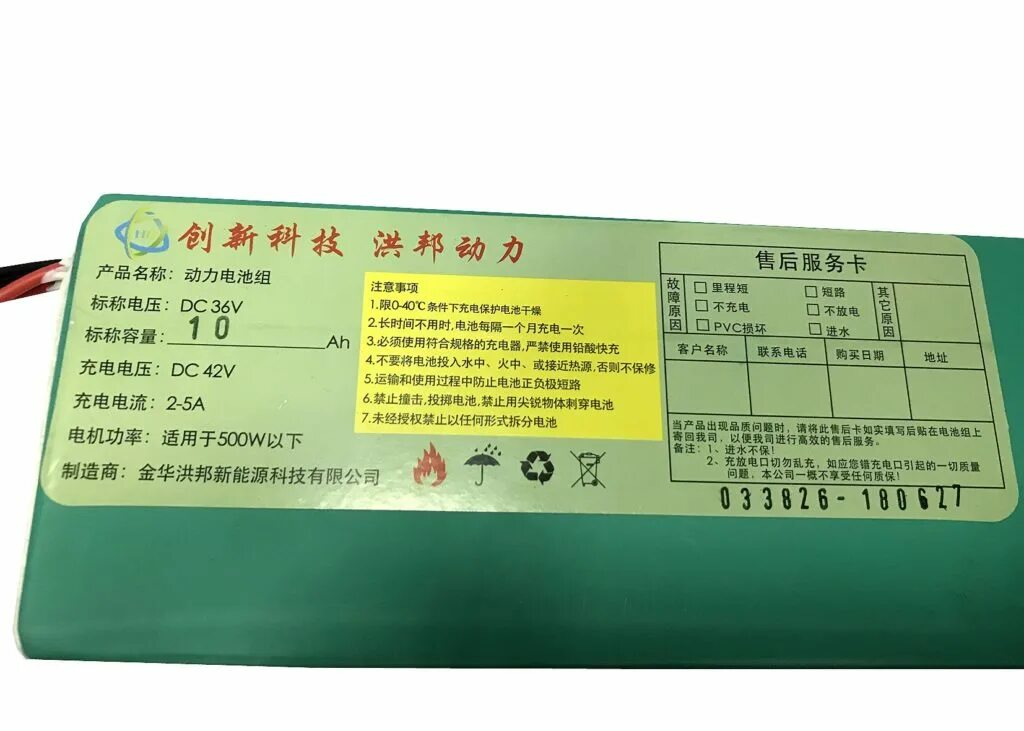 HB
创新科技 洪邦动力
产品名称：动力电池组
标称电压：DC 36V
标称容量：10 Ah
充电电压：DC 42V
充电电流：2-5A
电机功率：适用于500W以下
制造商：金华洪邦新能源科技有限公司
注意事项
1.限0-40℃条件下充电保护电池干燥
2.长时间不用时,电池每隔一个月充电一次
3.必须使用符合规格的充电器,严禁使用铅酸快充
4.不要将电池投入水中、火中、或接近热源,否则不保修
5.运输和使用过程中防止电池正负极短路
6.禁止撞击,投掷电池,禁止用尖锐物体刺穿电池
7.未经授权禁止以任何形式拆分电池
售后服务卡
故障原因
里程短
短路
不充电
不放电
PVC损坏
进水
其它原因
客户名称 联系电话 购买日期 地址
当产品出现品质问题时，请将此售后卡如实填写后贴在电池组上
寄回我司，以便我司进行高效的售后服务。
备注：1、进水不保！
2、充放电口切勿乱充，如应您错充电口引起的一切质量
问题，本公司一概不享受任何质保！
033826-180627